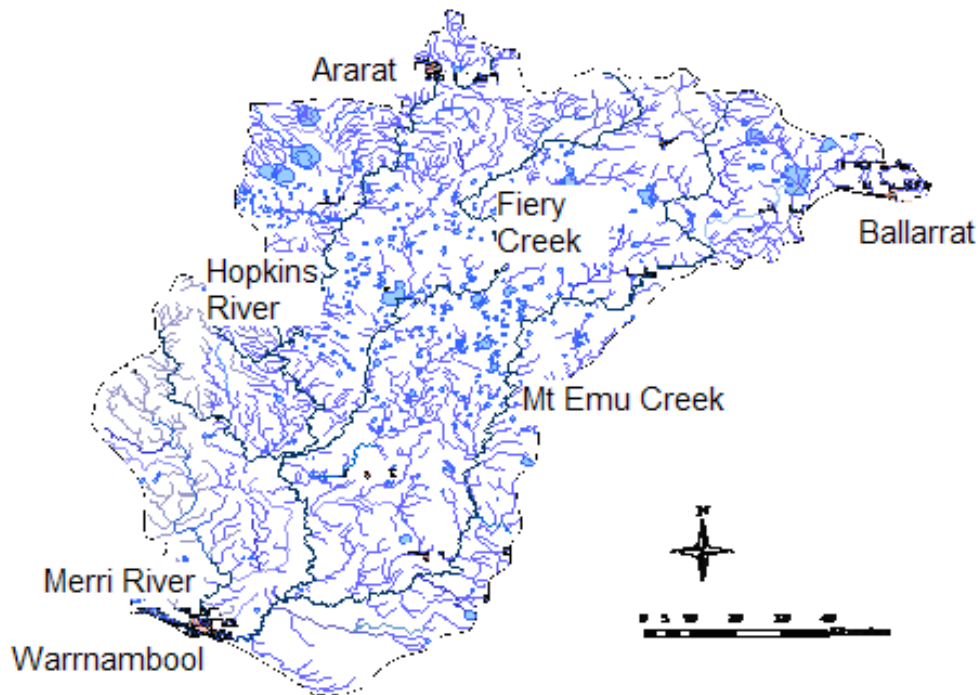 Ararat
Fiery
Creek
Ballarrat
Hopkins
River
Mt Emu Creek
N
Merri River
Warrnambool